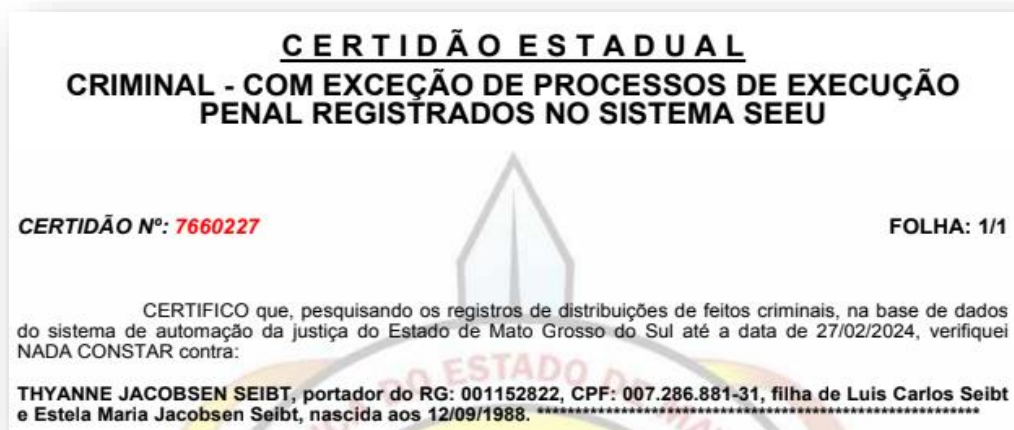 CERTIDÃO ESTADUAL
CRIMINAL - COM EXCEÇÃO DE PROCESSOS DE EXECUÇÃO
PENAL REGISTRADOS NO SISTEMA SEEU
CERTIDÃO Nº: 7660227 FOLHA: 1/1
CERTIFICO que, pesquisando os registros de distribuições de feitos criminais, na base de dados
do sistema de automação da justiça do Estado de Mato Grosso do Sul até a data de 27/02/2024, verifiquei
NADA CONSTAR contra:
THYANNE JACOBSEN SEIBT, portador do RG: 001152822, CPF: 007.286.881-31, filha de Luis Carlos Seibt
e Estela Maria Jacobsen Seibt, nascida aos 12/09/1988. **********************************************************
DO ESTADO DE